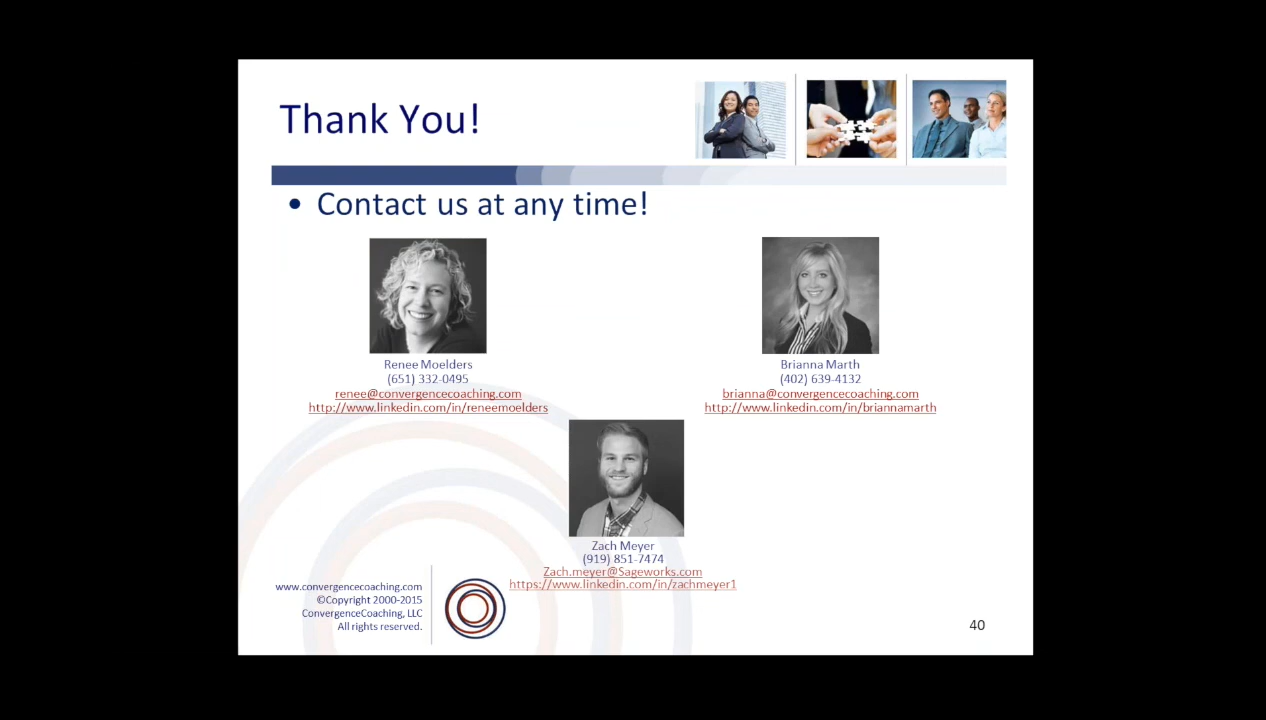 Thank You!
• Contact us at any time!
Renee Moelders
(651) 332-0495
renee@convergencecoaching.com
http://www.linkedin.com/in/reneemoelders
Brianna Marth
(402) 639-4132
brianna@convergencecoaching.com
http://www.linkedin.com/in/briannamarth
Zach Meyer
(919) 851-7474
Zach.meyer@Sageworks.com
https://www.linkedin.com/in/zachmeyer1
www.convergencecoaching.com
©Copyright 2000-2015
ConvergenceCoaching, LLC
All rights reserved.
40